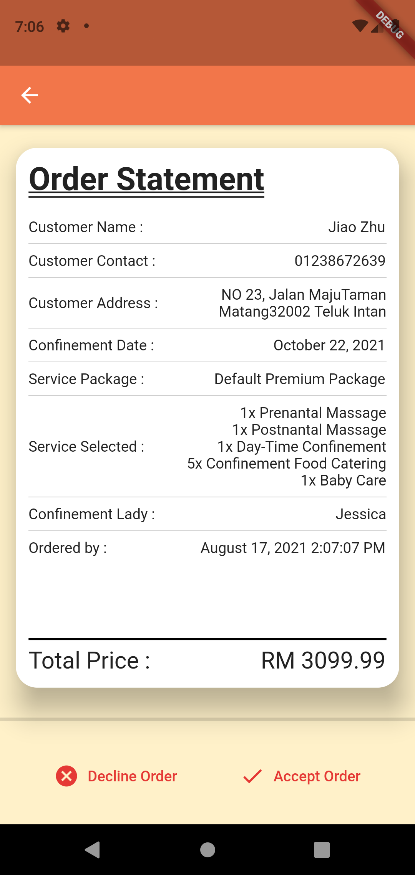 7:06
DEBUG
Order Statement
Customer Name : Jiao Zhu
Customer Contact : 01238672639
Customer Address : NO 23, Jalan MajuTaman
Matang32002 Teluk Intan
Confinement Date : October 22, 2021
Service Package : Default Premium Package
1x Prenantal Massage
1x Postnantal Massage
Service Selected : 1x Day-Time Confinement
5x Confinement Food Catering
1x Baby Care
Confinement Lady : Jessica
Ordered by : August 17, 2021 2:07:07 PM
Total Price : RM 3099.99
Decline Order Accept Order